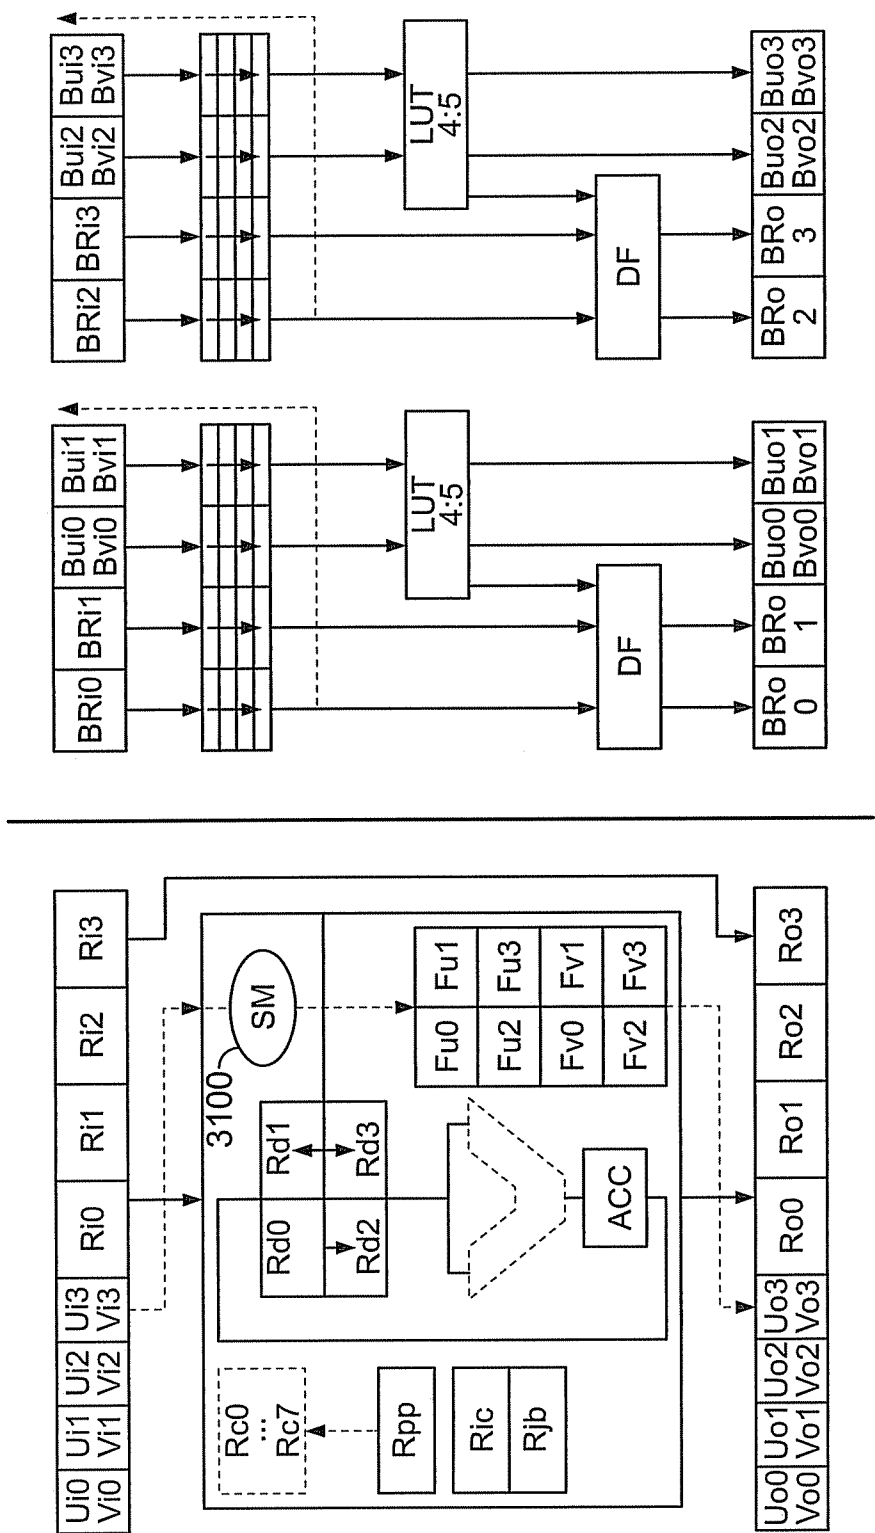 Ui0
Vi0
Ui1
Vi1
Ui2
Vi2
Ui3
Vi3
Ri0
Ri1
Ri2
Ri3
3100
SM
Rc0
...
Rc7
Rpp
Ric
Rjb
Rd0
Rd1
Rd2
Rd3
ACC
Fu0
Fu1
Fu2
Fu3
Fv0
Fv1
Fv2
Fv3
Uo0
Vo0
Uo1
Vo1
Uo2
Vo2
Uo3
Vo3
Ro0
Ro1
Ro2
Ro3
BRi0
BRi1
Bui0
Bvi0
Bui1
Bvi1
LUT
4:5
DF
BRo
0
BRo
1
Buo0
Bvo0
Buo1
Bvo1
BRi2
BRi3
Bui2
Bvi2
Bui3
Bvi3
LUT
4:5
DF
BRo
2
BRo
3
Buo2
Bvo2
Buo3
Bvo3